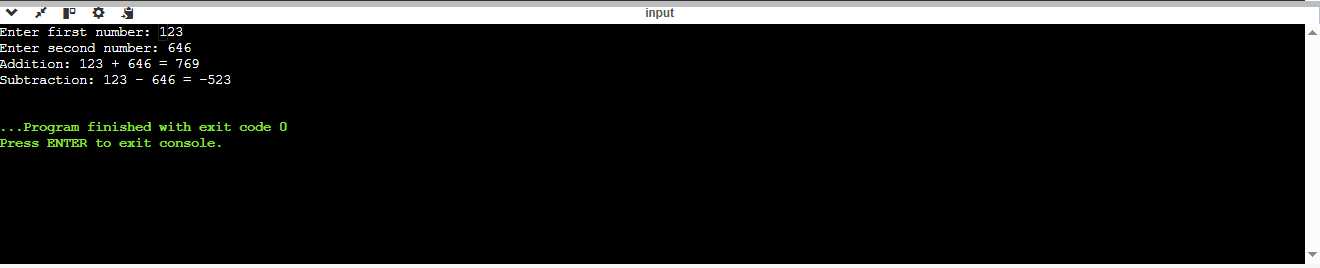 input
Enter first number: 123
Enter second number: 646
Addition: 123 + 646 = 769
Subtraction: 123 - 646 = -523
...Program finished with exit code 0
Press ENTER to exit console.